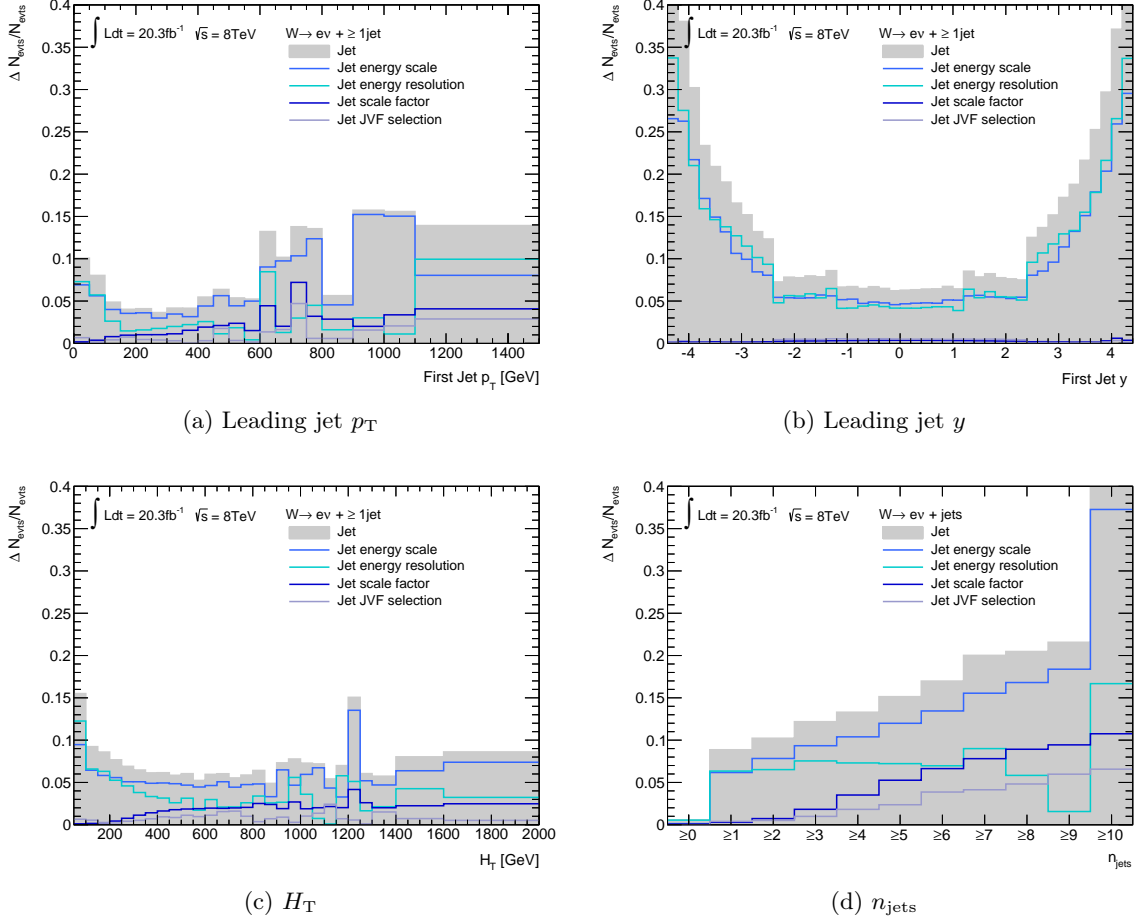 Δ N_evts/N_evts
∫ Ldt = 20.3fb⁻¹ √s = 8TeV W→ eν + ≥ 1jet
Jet
Jet energy scale
Jet energy resolution
Jet scale factor
Jet JVF selection
0.4
0.35
0.3
0.25
0.2
0.15
0.1
0.05
0
0 200 400 600 800 1000 1200 1400
First Jet p_T [GeV]
(a) Leading jet p_T
Δ N_evts/N_evts
∫ Ldt = 20.3fb⁻¹ √s = 8TeV W→ eν + ≥ 1jet
Jet
Jet energy scale
Jet energy resolution
Jet scale factor
Jet JVF selection
0.4
0.35
0.3
0.25
0.2
0.15
0.1
0.05
0
-4 -3 -2 -1 0 1 2 3 4
First Jet y
(b) Leading jet y
Δ N_evts/N_evts
∫ Ldt = 20.3fb⁻¹ √s = 8TeV W→ eν + ≥ 1jet
Jet
Jet energy scale
Jet energy resolution
Jet scale factor
Jet JVF selection
0.4
0.35
0.3
0.25
0.2
0.15
0.1
0.05
0
200 400 600 800 1000 1200 1400 1600 1800 2000
H_T [GeV]
(c) H_T
Δ N_evts/N_evts
∫ Ldt = 20.3fb⁻¹ √s = 8TeV W→ eν + jets
Jet
Jet energy scale
Jet energy resolution
Jet scale factor
Jet JVF selection
0.4
0.35
0.3
0.25
0.2
0.15
0.1
0.05
0
≥0 ≥1 ≥2 ≥3 ≥4 ≥5 ≥6 ≥7 ≥8 ≥9 ≥10
n_jets
(d) n_jets